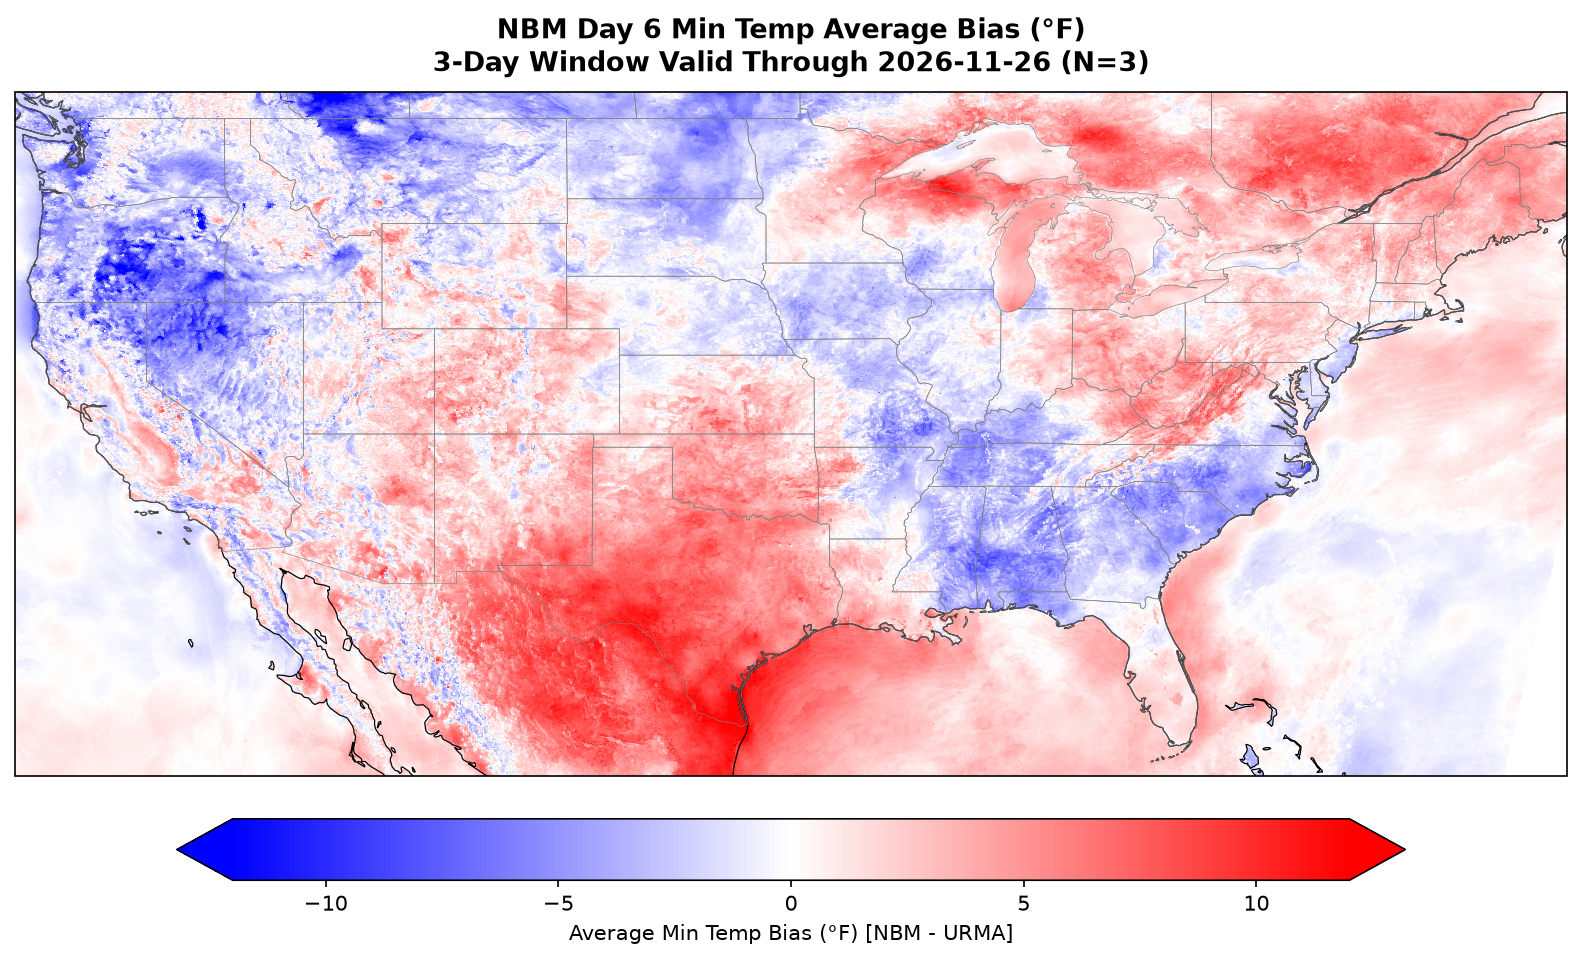 NBM Day 6 Min Temp Average Bias (°F)
3-Day Window Valid Through 2026-11-26 (N=3)
−10 −5 0 5 10
Average Min Temp Bias (°F) [NBM - URMA]